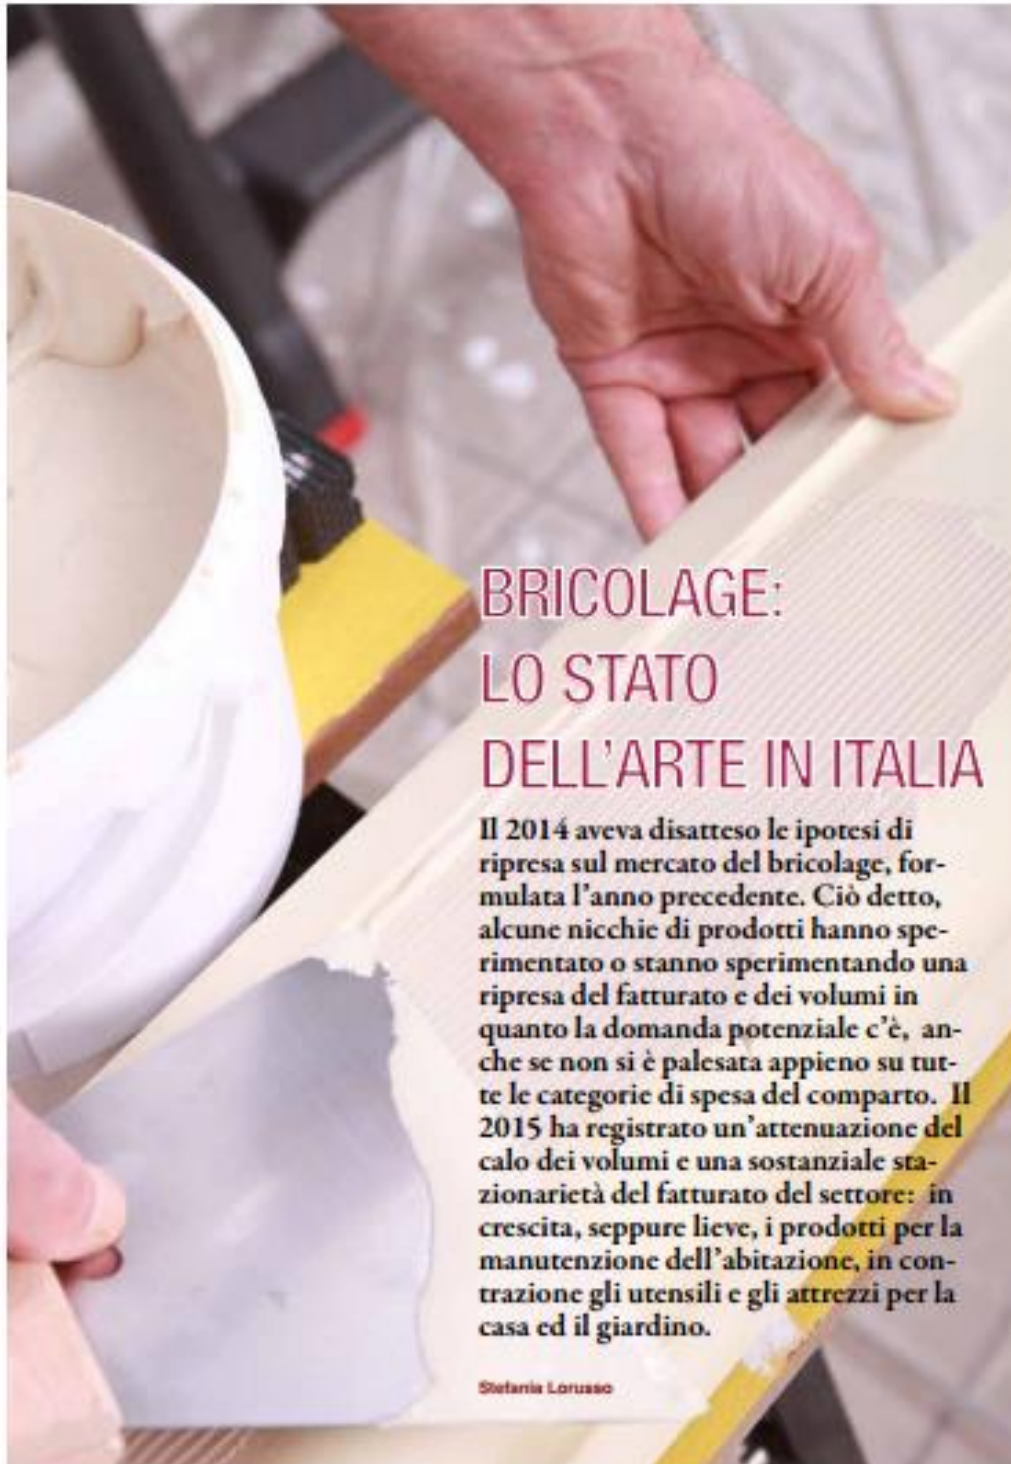 BRICOLAGE:
LO STATO
DELL'ARTE IN ITALIA
Il 2014 aveva disatteso le ipotesi di
ripresa sul mercato del bricolage, for-
mulata l'anno precedente. Ciò detto,
alcune nicchie di prodotti hanno spe-
rimentato o stanno sperimentando una
ripresa del fatturato e dei volumi in
quanto la domanda potenziale c'è, an-
che se non si è palesata appieno su tut-
te le categorie di spesa del comparto. Il
2015 ha registrato un'attenuazione del
calo dei volumi e una sostanziale sta-
zionarietà del fatturato del settore: in
crescita, seppure lieve, i prodotti per la
manutenzione dell'abitazione, in con-
trazione gli utensili e gli attrezzi per la
casa ed il giardino.
Stefania Lorusso